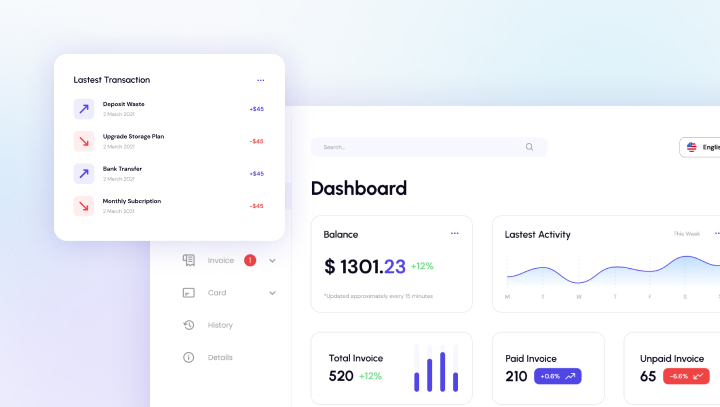 Lastest Transaction
Deposit Waste
2 March 2021
+$45
Upgrade Storage Plan
2 March 2021
-$45
Bank Transfer
2 March 2021
+$45
Monthly Subcription
2 March 2021
-$45
Invoice
1
Card
History
Details
Search...
Englis
Dashboard
Balance
$ 1301.23 +12%
*Updated approximately every 15 minutes
Lastest Activity
This Week
M T W T F S
Total Invoice
520 +12%
Paid Invoice
210 +0.6%
Unpaid Invoice
65 -6.6%